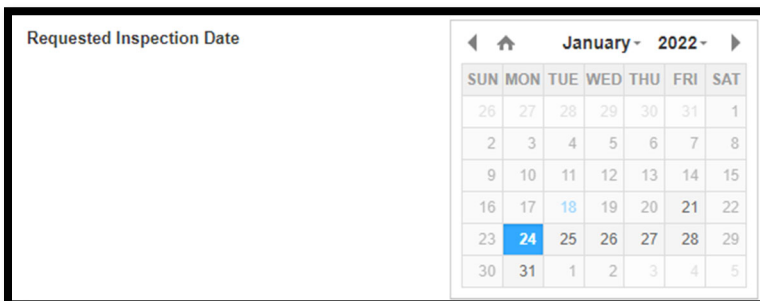 Requested Inspection Date
January 2022
SUN MON TUE WED THU FRI SAT
26 27 28 29 30 31 1
2 3 4 5 6 7 8
9 10 11 12 13 14 15
16 17 18 19 20 21 22
23 24 25 26 27 28 29
30 31 1 2 3 4 5